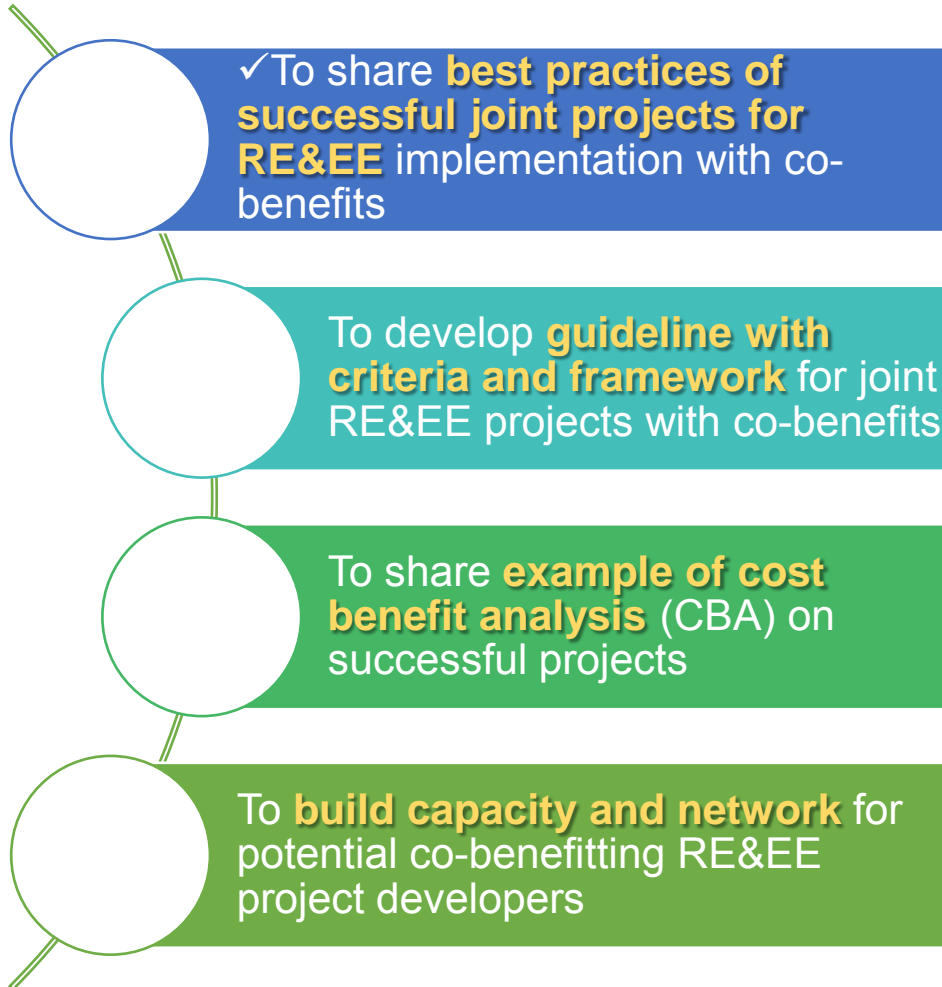 ✓To share best practices of
successful joint projects for
RE&EE implementation with co-
benefits
To develop guideline with
criteria and framework for joint
RE&EE projects with co-benefits
To share example of cost
benefit analysis (CBA) on
successful projects
To build capacity and network for
potential co-benefitting RE&EE
project developers